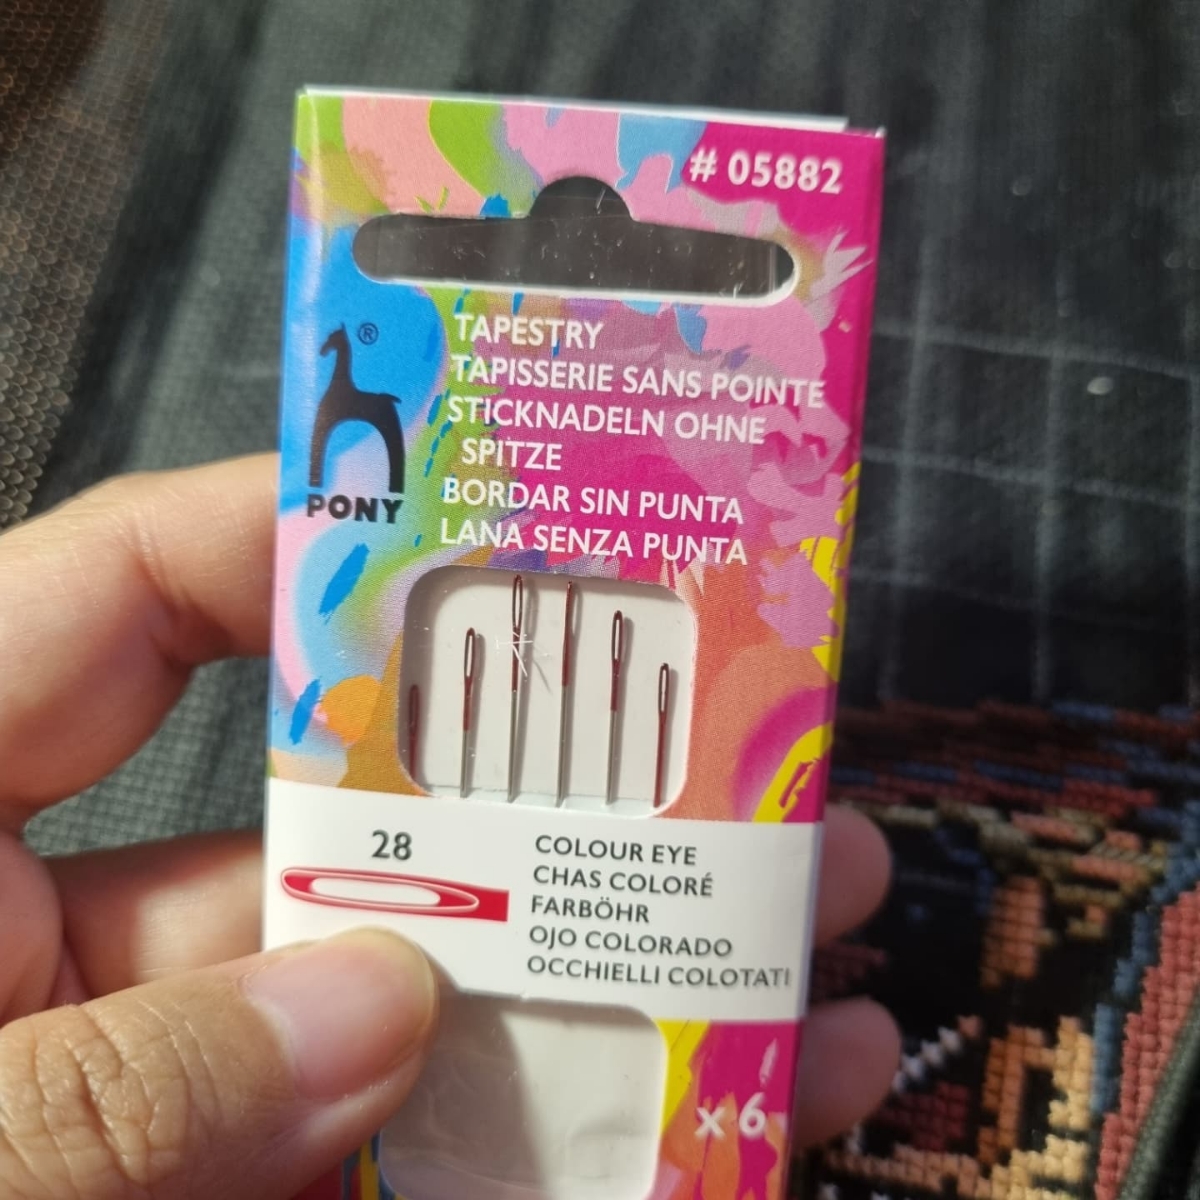 # 05882
®
PONY
TAPESTRY
TAPISSERIE SANS POINTE
STICKNADELN OHNE
SPITZE
BORDAR SIN PUNTA
LANA SENZA PUNTA
28
COLOUR EYE
CHAS COLORÉ
FARBÖHR
OJO COLORADO
OCCHIELLI COLOTATI
x 6